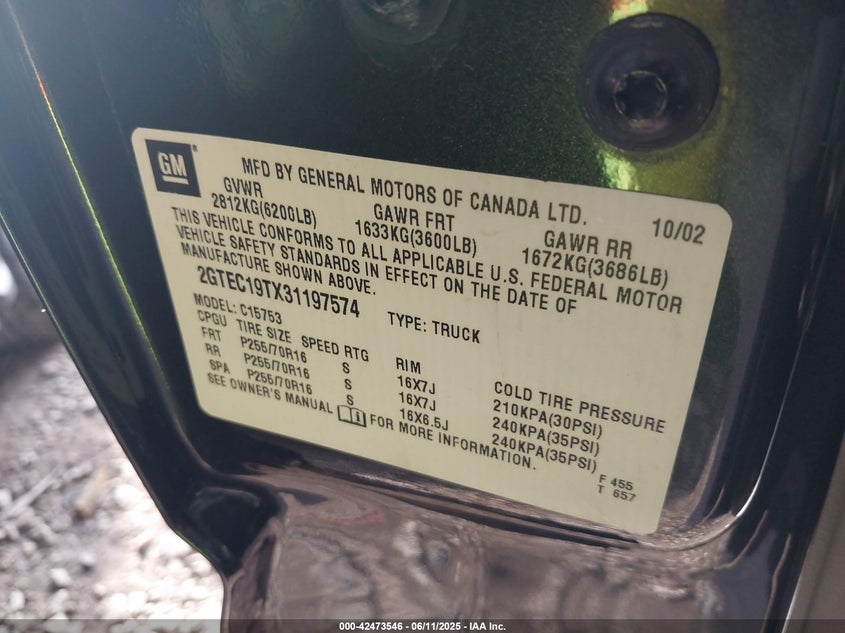 GM
MFD BY GENERAL MOTORS OF CANADA LTD. 10/02
GVWR GAWR FRT GAWR RR
2812KG(6200LB) 1633KG(3600LB) 1672KG(3686LB)
THIS VEHICLE CONFORMS TO ALL APPLICABLE U.S. FEDERAL MOTOR
VEHICLE SAFETY STANDARDS IN EFFECT ON THE DATE OF
MANUFACTURE SHOWN ABOVE.
2GTEC19TX31197574
MODEL: C15753 TYPE: TRUCK
CPGU TIRE SIZE SPEED RTG RIM COLD TIRE PRESSURE
FRT P255/70R16 S 16X7J 210KPA(30PSI)
RR P255/70R16 S 16X7J 240KPA(35PSI)
SPA P255/70R16 S 16X6.5J 240KPA(35PSI)
SEE OWNER'S MANUAL FOR MORE INFORMATION.
F 455
T 657
000-42473546 06/11/2025 - IAA Inc.